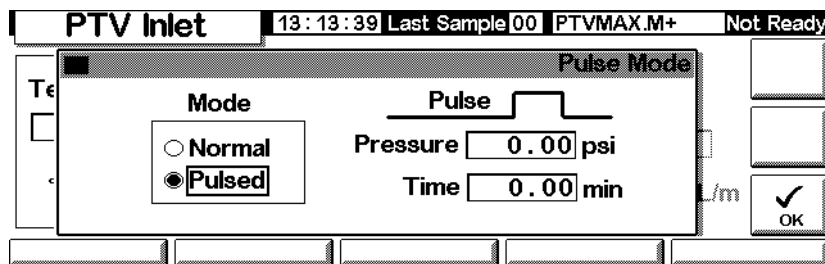 PTV Inlet 13:13:39 Last Sample 00 PTVMAX.M+ Not Ready
Pulse Mode
Te
Mode
Pulse
Normal
Pressure 0.00 psi
Pulsed
Time 0.00 min
L/m
OK